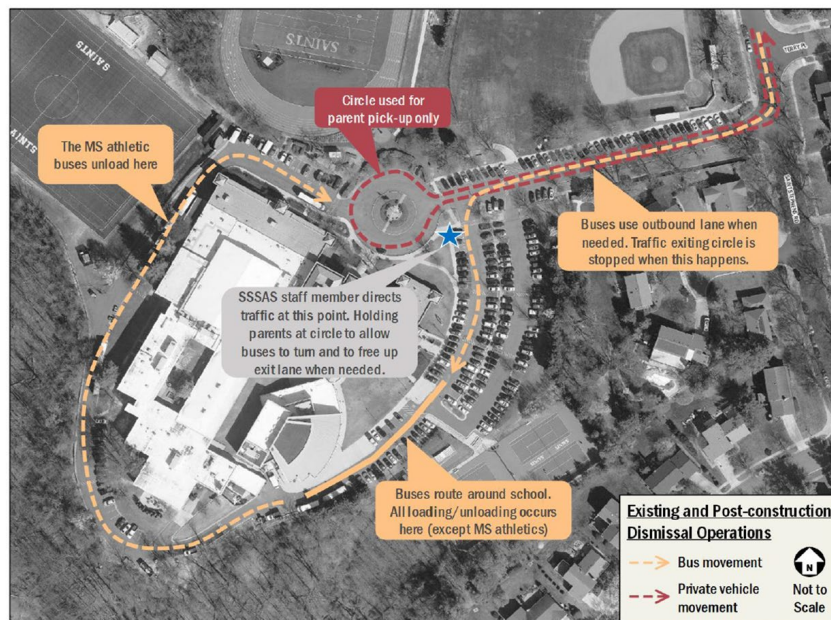 SAINTS
SAINTS
Circle used for
parent pick-up only
The MS athletic
buses unload here
Buses use outbound lane when
needed. Traffic exiting circle is
stopped when this happens.
SSSAS staff member directs
traffic at this point. Holding
parents at circle to allow
buses to turn and to free up
exit lane when needed.
Buses route around school.
All loading/unloading occurs
here (except MS athletics)
Existing and Post-construction
Dismissal Operations
Bus movement
Private vehicle
movement
N
Not to
Scale